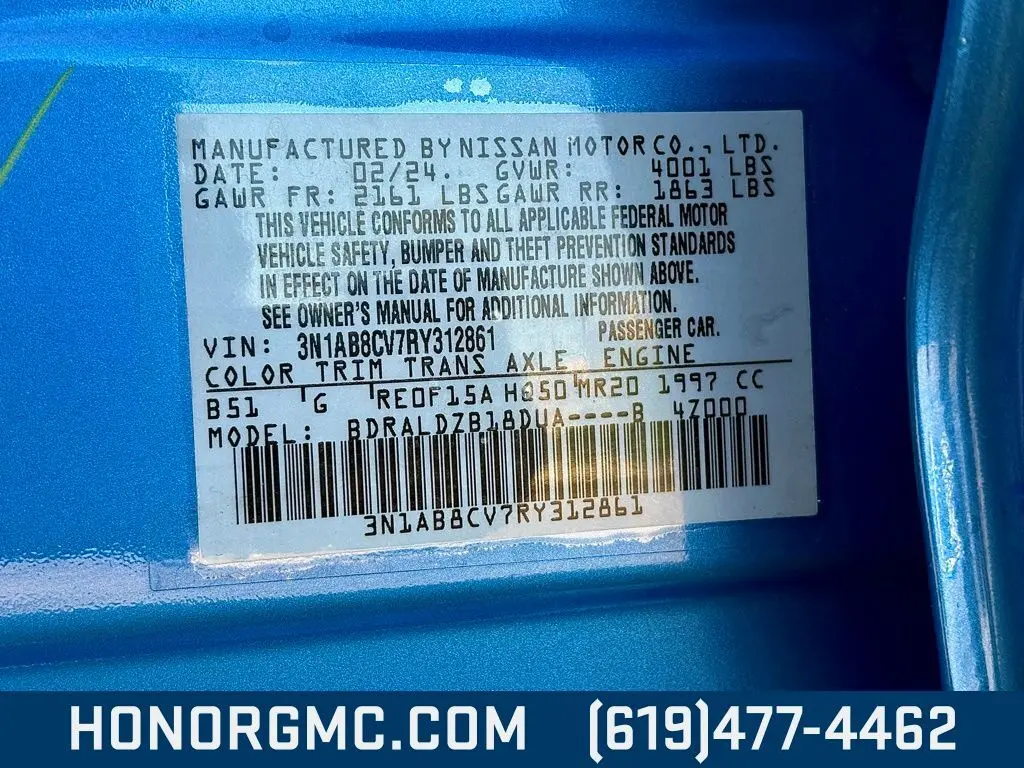 MANUFACTURED BY NISSAN MOTOR CO., LTD.
DATE: 02/24. GVWR: 4001 LBS
GAWR FR: 2161 LBS GAWR RR: 1863 LBS
THIS VEHICLE CONFORMS TO ALL APPLICABLE FEDERAL MOTOR
VEHICLE SAFETY, BUMPER AND THEFT PREVENTION STANDARDS
IN EFFECT ON THE DATE OF MANUFACTURE SHOWN ABOVE.
SEE OWNER'S MANUAL FOR ADDITIONAL INFORMATION.
VIN: 3N1AB8CV7RY312861 PASSENGER CAR.
COLOR TRIM TRANS AXLE ENGINE
B51 G RE0F15A HQ50 MR20 1997 CC
MODEL: BDRALDZB18DUA----B 4Z000
3N1AB8CV7RY312861
HONORGMC.COM (619)477-4462